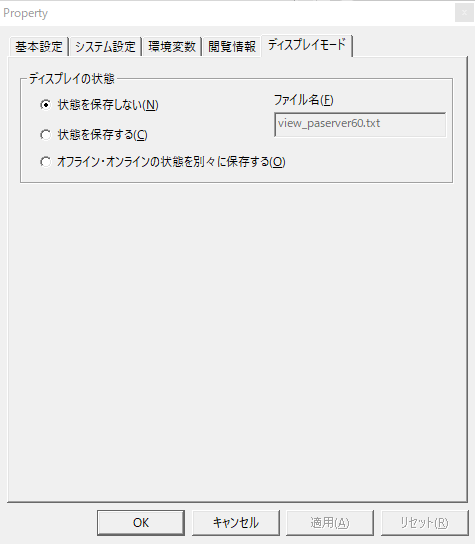 Property
基本設定 システム設定 環境変数 閲覧情報 ディスプレイモード
ディスプレイの状態
状態を保存しない(N) ファイル名(F)
view_paserver60.txt
状態を保存する(C)
オフライン・オンラインの状態を別々に保存する(O)
OK キャンセル 適用(A) リセット(R)